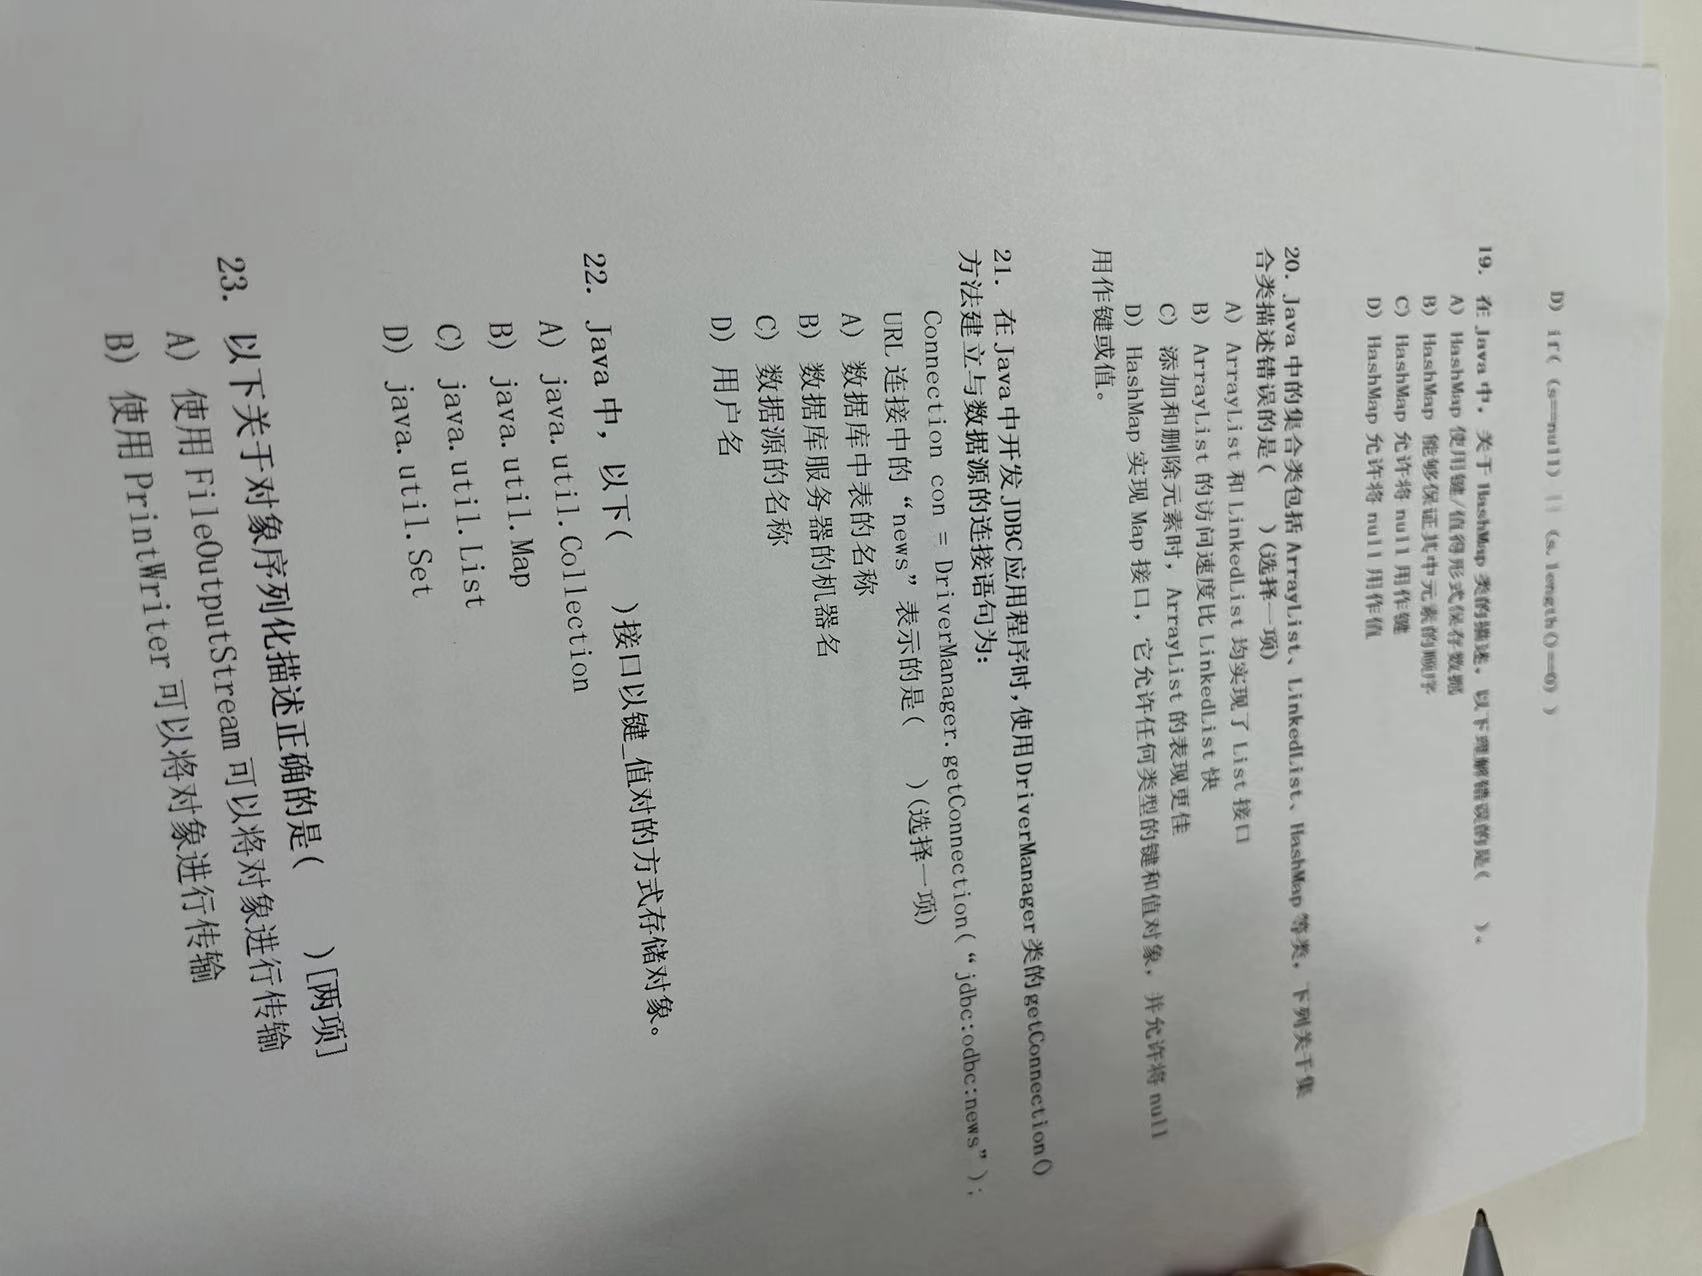 D) if( (s==null) || (s.length()==0) )
19. 在 Java 中，关于 HashMap 类的描述，以下理解错误的是(    )。
A) HashMap 使用键/值得形式保存数据
B) HashMap 能够保证其中元素的顺序
C) HashMap 允许将 null 用作键
D) HashMap 允许将 null 用作值
20. Java 中的集合类包括 ArrayList、LinkedList、HashMap 等类，下列关于集
合类描述错误的是(    )(选择一项)
A) ArrayList 和 LinkedList 均实现了 List 接口
B) ArrayList 的访问速度比 LinkedList 快
C) 添加和删除元素时，ArrayList 的表现更佳
D) HashMap 实现 Map 接口，它允许任何类型的键和值对象，并允许将 null
用作键或值。
21. 在 Java 中开发 JDBC 应用程序时，使用 DriverManager 类的 getConnection()
方法建立与数据源的连接语句为：
Connection con = DriverManager.getConnection(“jdbc:odbc:news”);
URL 连接中的“news”表示的是(    )(选择一项)
A) 数据库中表的名称
B) 数据库服务器的机器名
C) 数据源的名称
D) 用户名
22. Java 中，以下(    )接口以键_值对的方式存储对象。
A) java.util.Collection
B) java.util.Map
C) java.util.List
D) java.util.Set
23. 以下关于对象序列化描述正确的是(    )[两项]
A) 使用 FileOutputStream 可以将对象进行传输
B) 使用 PrintWriter 可以将对象进行传输